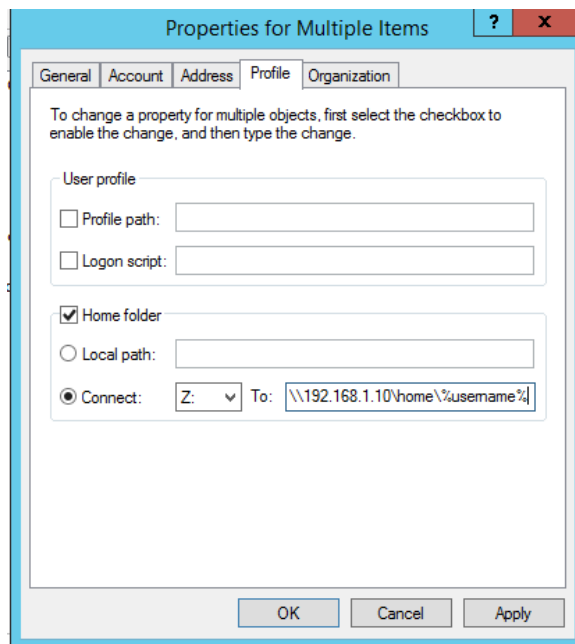 Properties for Multiple Items
? x
General Account Address Profile Organization
To change a property for multiple objects, first select the checkbox to
enable the change, and then type the change.
User profile
Profile path:
Logon script:
Home folder
Local path:
Connect: Z: To: \\192.168.1.10\home\%username%
OK Cancel Apply